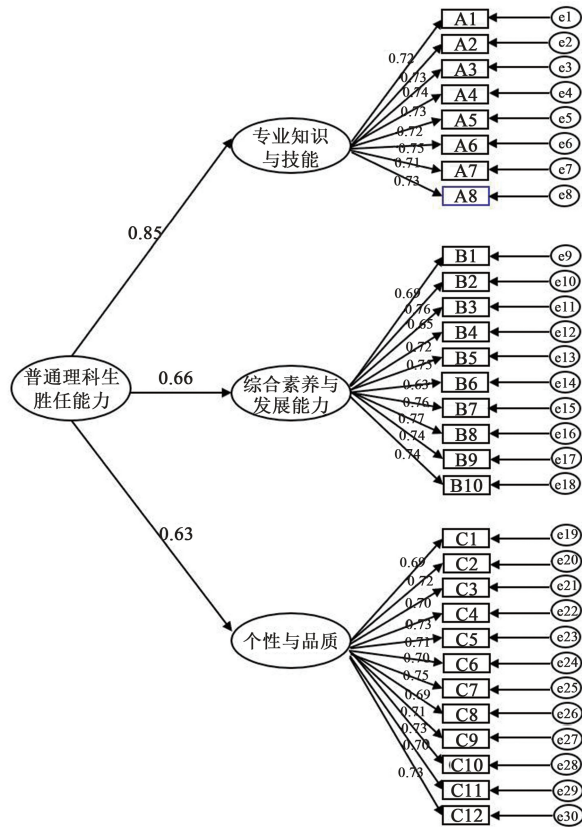 A1
e1
A2
e2
0.72
A3
e3
0.73
A4
e4
0.74
A5
e5
0.73
A6
e6
0.72
A7
e7
0.75
A8
e8
0.71
0.73
专业知识
与技能
0.85
B1
e9
B2
e10
B3
e11
0.69
B4
e12
0.76
B5
e13
0.65
B6
e14
0.72
B7
e15
0.75
B8
e16
0.63
B9
e17
0.76
B10
e18
0.77
0.74
0.74
普通理科生
胜任能力
0.66
综合素养与
发展能力
0.63
C1
e19
C2
e20
0.69
C3
e21
0.72
C4
e22
0.70
C5
e23
0.73
C6
e24
0.71
C7
e25
0.70
C8
e26
0.75
C9
e27
0.69
C10
e28
0.71
C11
e29
0.73
C12
e30
0.70
0.73
个性与品质